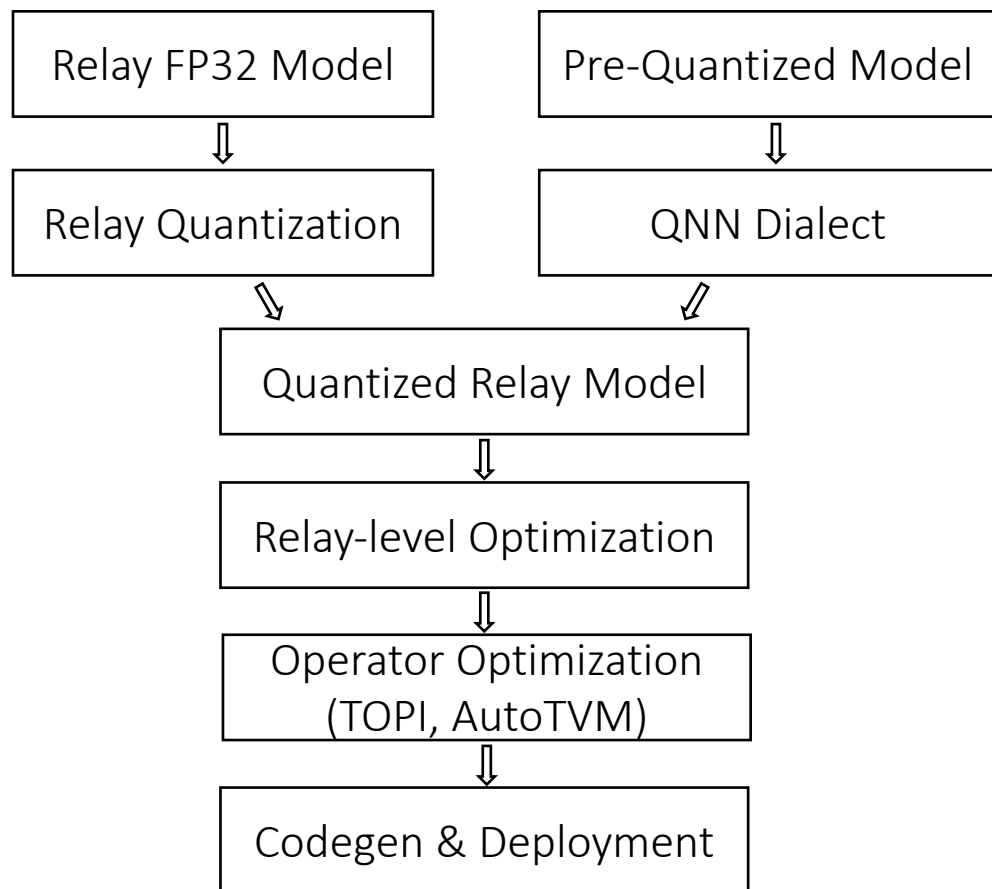 Relay FP32 Model
Pre-Quantized Model
Relay Quantization
QNN Dialect
Quantized Relay Model
Relay-level Optimization
Operator Optimization
(TOPI, AutoTVM)
Codegen & Deployment